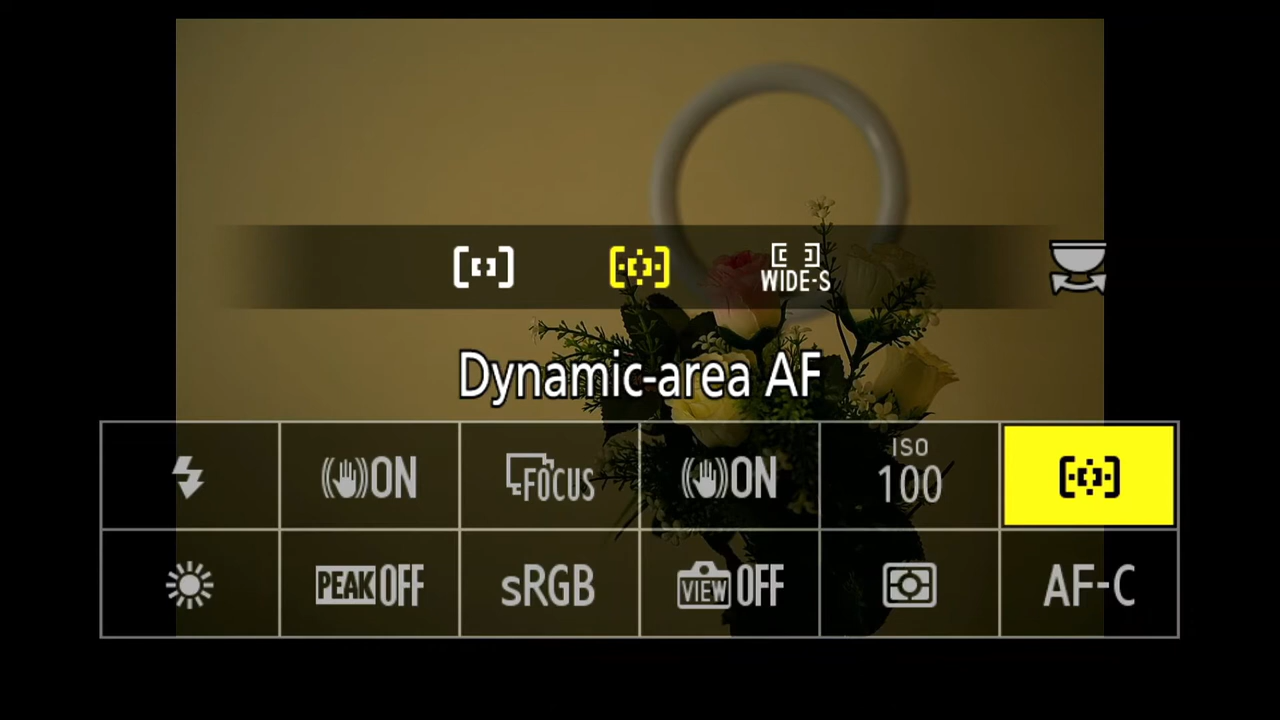 WIDE-S
Dynamic-area AF
ON
FOCUS
ON
ISO
100
PEAK OFF
sRGB
VIEW OFF
AF-C